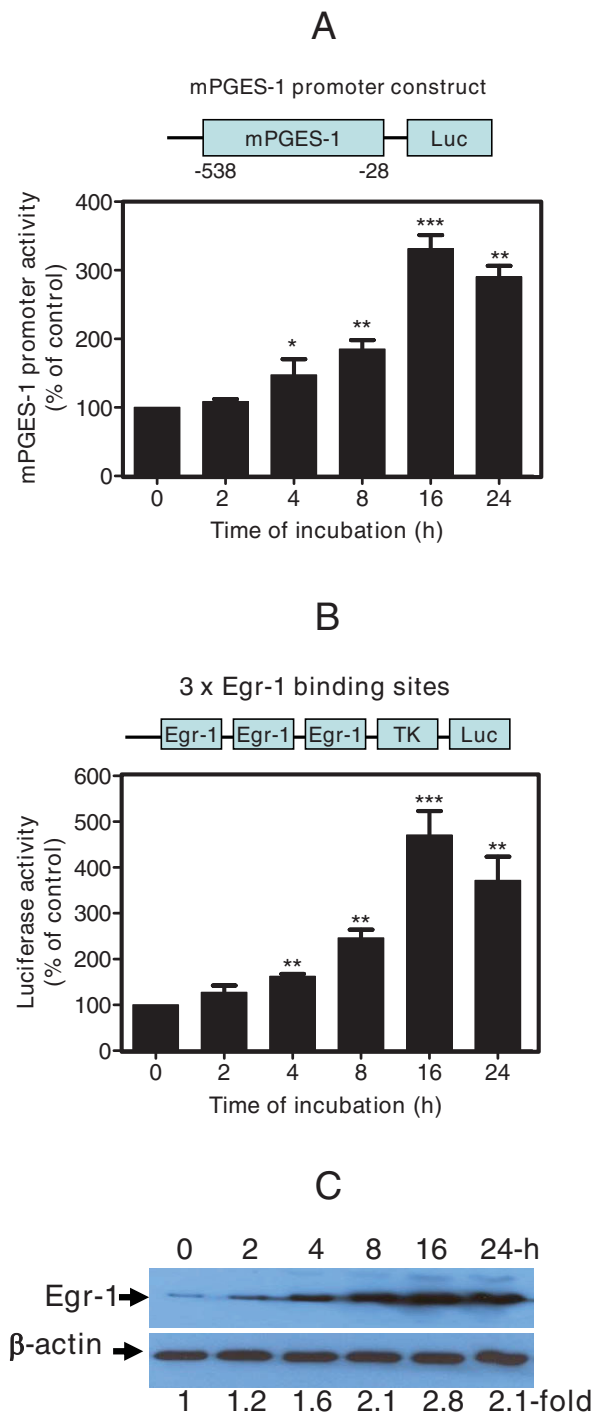 A
mPGES-1 promoter construct
mPGES-1 Luc
-538 -28
mPGES-1 promoter activity
(% of control)
400
300
200
100
0
*
**
***
**
0 2 4 8 16 24
Time of incubation (h)
B
3 x Egr-1 binding sites
Egr-1 Egr-1 Egr-1 TK Luc
Luciferase activity
(% of control)
600
500
400
300
200
100
0
**
**
***
**
0 2 4 8 16 24
Time of incubation (h)
C
0 2 4 8 16 24-h
Egr-1
β-actin
1 1.2 1.6 2.1 2.8 2.1-fold